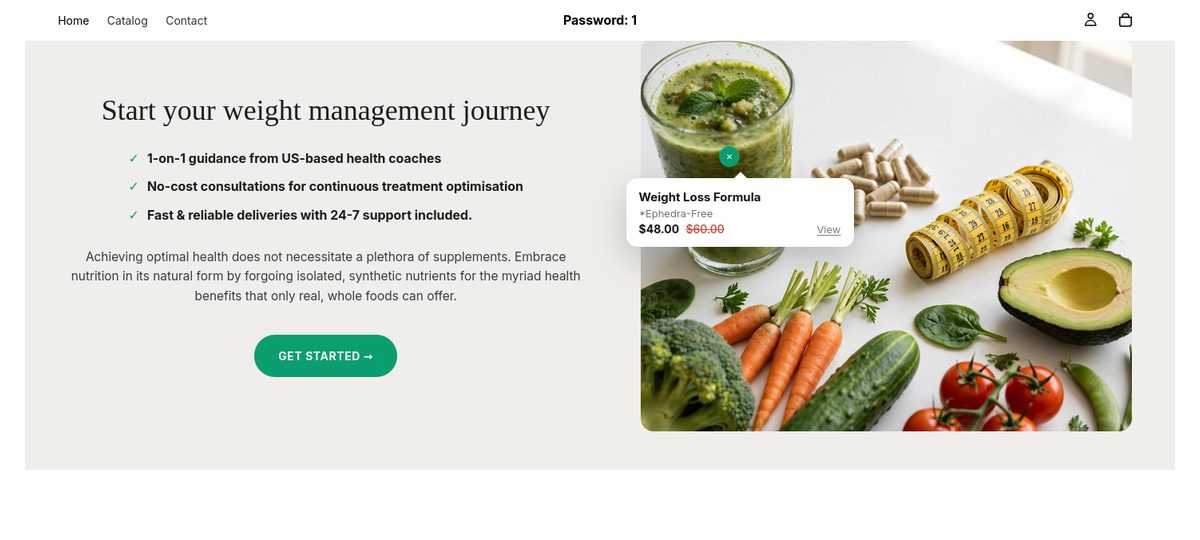 Home Catalog Contact Password: 1
Start your weight management journey
✓ 1-on-1 guidance from US-based health coaches
✓ No-cost consultations for continuous treatment optimisation
✓ Fast & reliable deliveries with 24-7 support included.
Achieving optimal health does not necessitate a plethora of supplements. Embrace
nutrition in its natural form by forgoing isolated, synthetic nutrients for the myriad health
benefits that only real, whole foods can offer.
GET STARTED →
Weight Loss Formula
*Ephedra-Free
$48.00 $60.00 View